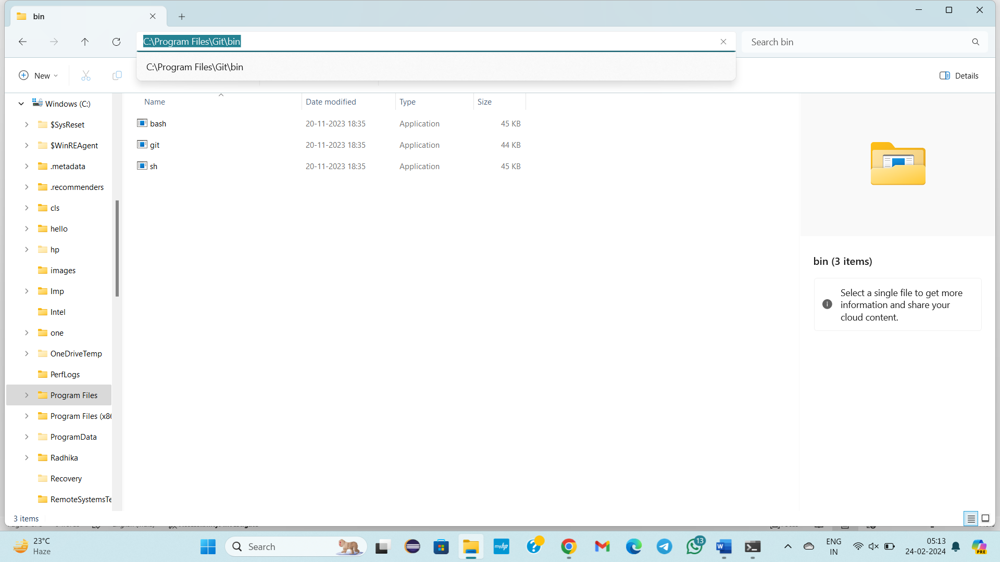 bin
C:\Program Files\Git\bin
Search bin
C:\Program Files\Git\bin
New
Details
Windows (C:)
$SysReset
$WinREAgent
.metadata
.recommenders
cls
hello
hp
images
Imp
Intel
one
OneDriveTemp
PerfLogs
Program Files
Program Files (x86
ProgramData
Radhika
Recovery
RemoteSystemsTe
Name Date modified Type Size
bash 20-11-2023 18:35 Application 45 KB
git 20-11-2023 18:35 Application 44 KB
sh 20-11-2023 18:35 Application 45 KB
bin (3 items)
Select a single file to get more
information and share your
cloud content.
3 items
23°C
Haze
Search
myhp
13
W
PRE
ENG
IN
05:13
24-02-2024